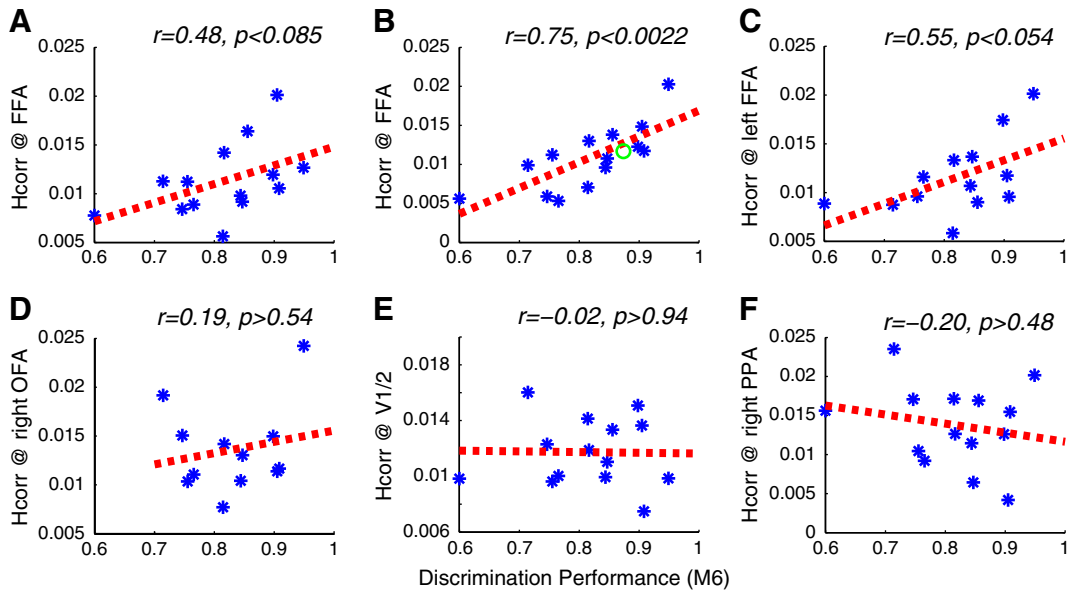 A
r=0.48, p<0.085
Hcorr @ FFA
0.025
0.02
0.015
0.01
0.005
0.6 0.7 0.8 0.9 1
B
r=0.75, p<0.0022
Hcorr @ FFA
0.025
0.02
0.015
0.01
0.005
0
0.6 0.7 0.8 0.9 1
C
r=0.55, p<0.054
Hcorr @ left FFA
0.025
0.02
0.015
0.01
0.005
0.6 0.7 0.8 0.9 1
D
r=0.19, p>0.54
Hcorr @ right OFA
0.025
0.02
0.015
0.01
0.005
0.6 0.7 0.8 0.9 1
E
r=−0.02, p>0.94
Hcorr @ V1/2
0.018
0.014
0.01
0.006
0.6 0.7 0.8 0.9 1
F
r=−0.20, p>0.48
Hcorr @ right PPA
0.025
0.02
0.015
0.01
0.005
0
0.6 0.7 0.8 0.9 1
Discrimination Performance (M6)